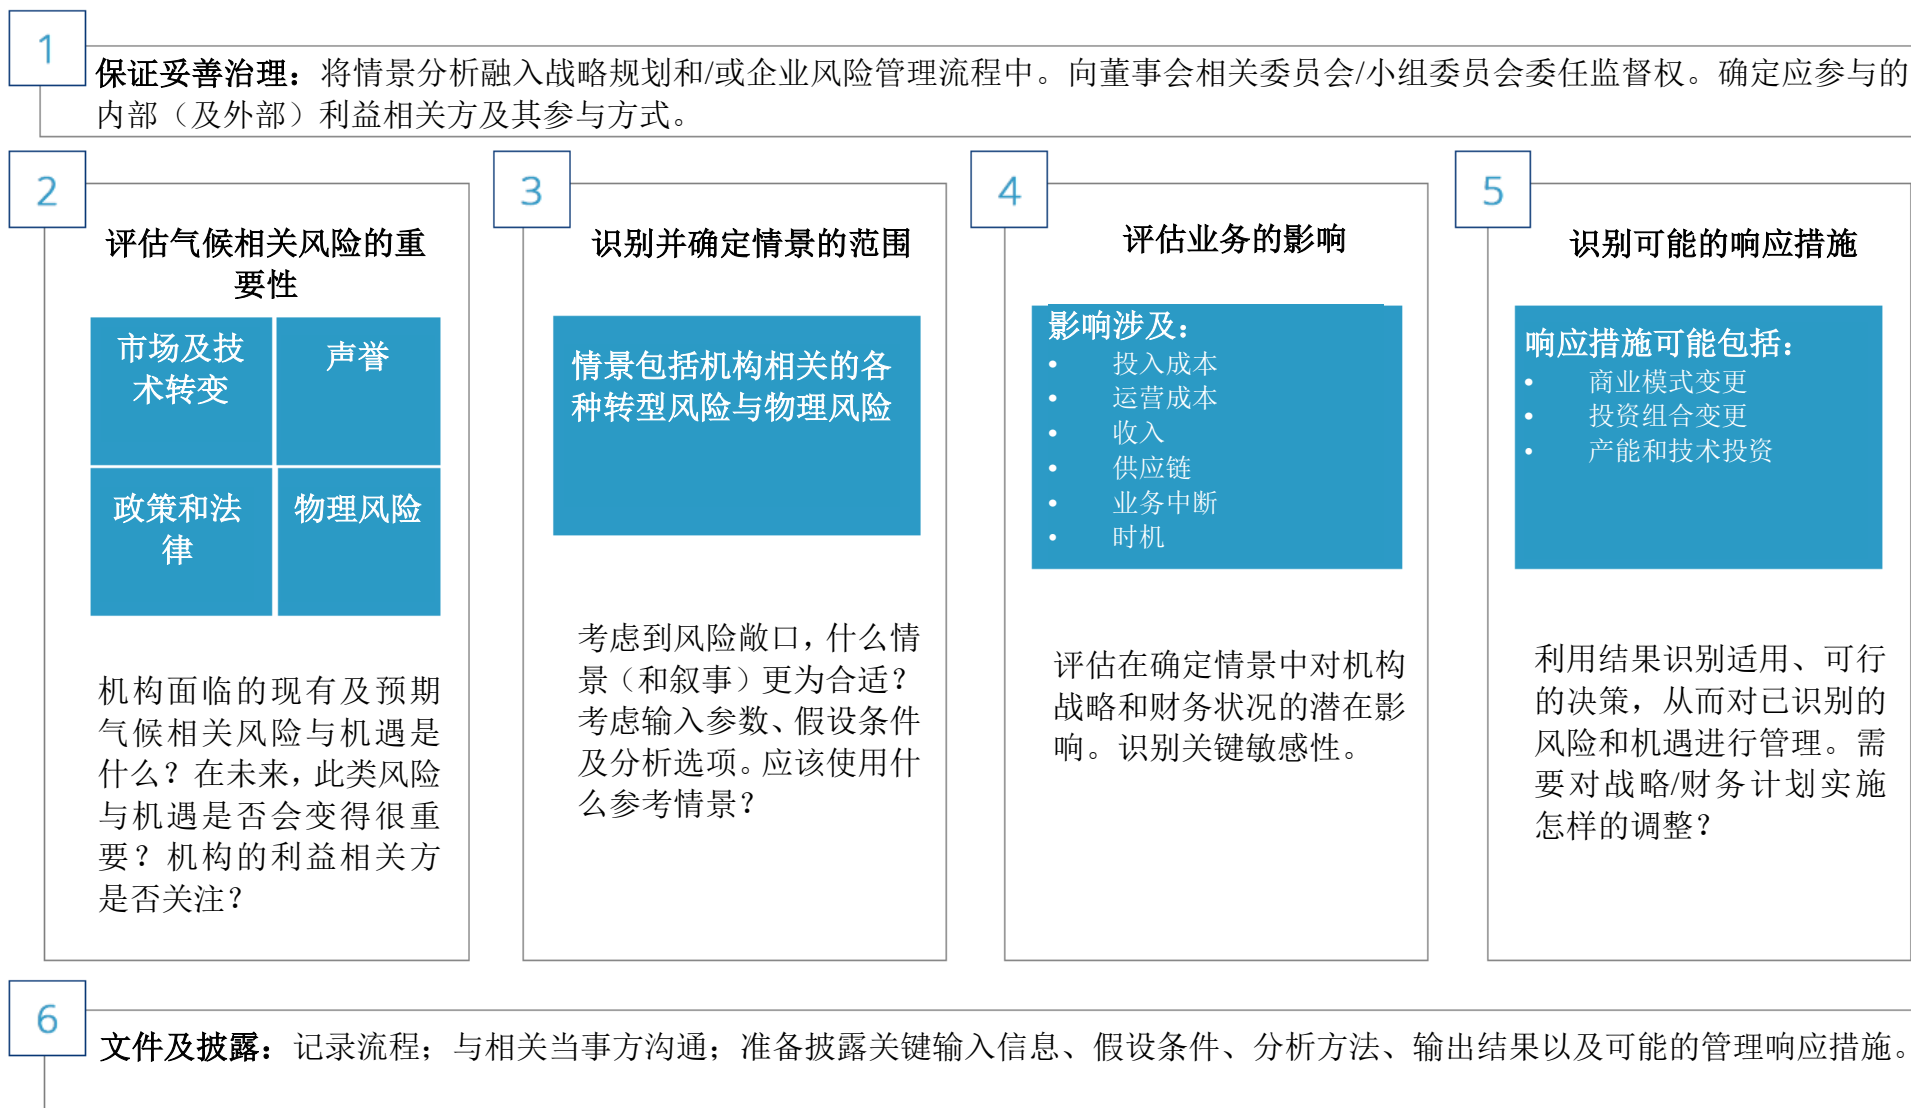 1
保证妥善治理：将情景分析融入战略规划和/或企业风险管理流程中。向董事会相关委员会/小组委员会委任监督权。确定应参与的
内部（及外部）利益相关方及其参与方式。
2
评估气候相关风险的重
要性
市场及技
术转变
声誉
政策和法
律
物理风险
机构面临的现有及预期
气候相关风险与机遇是
什么？在未来，此类风险
与机遇是否会变得很重
要？机构的利益相关方
是否关注？
3
识别并确定情景的范围
情景包括机构相关的各
种转型风险与物理风险
考虑到风险敞口，什么情
景（和叙事）更为合适？
考虑输入参数、假设条件
及分析选项。应该使用什
么参考情景？
4
评估业务的影响
影响涉及：
• 投入成本
• 运营成本
• 收入
• 供应链
• 业务中断
• 时机
评估在确定情景中对机构
战略和财务状况的潜在影
响。识别关键敏感性。
5
识别可能的响应措施
响应措施可能包括：
• 商业模式变更
• 投资组合变更
• 产能和技术投资
利用结果识别适用、可行
的决策，从而对已识别的
风险和机遇进行管理。需
要对战略/财务计划实施
怎样的调整？
6
文件及披露：记录流程；与相关当事方沟通；准备披露关键输入信息、假设条件、分析方法、输出结果以及可能的管理响应措施。